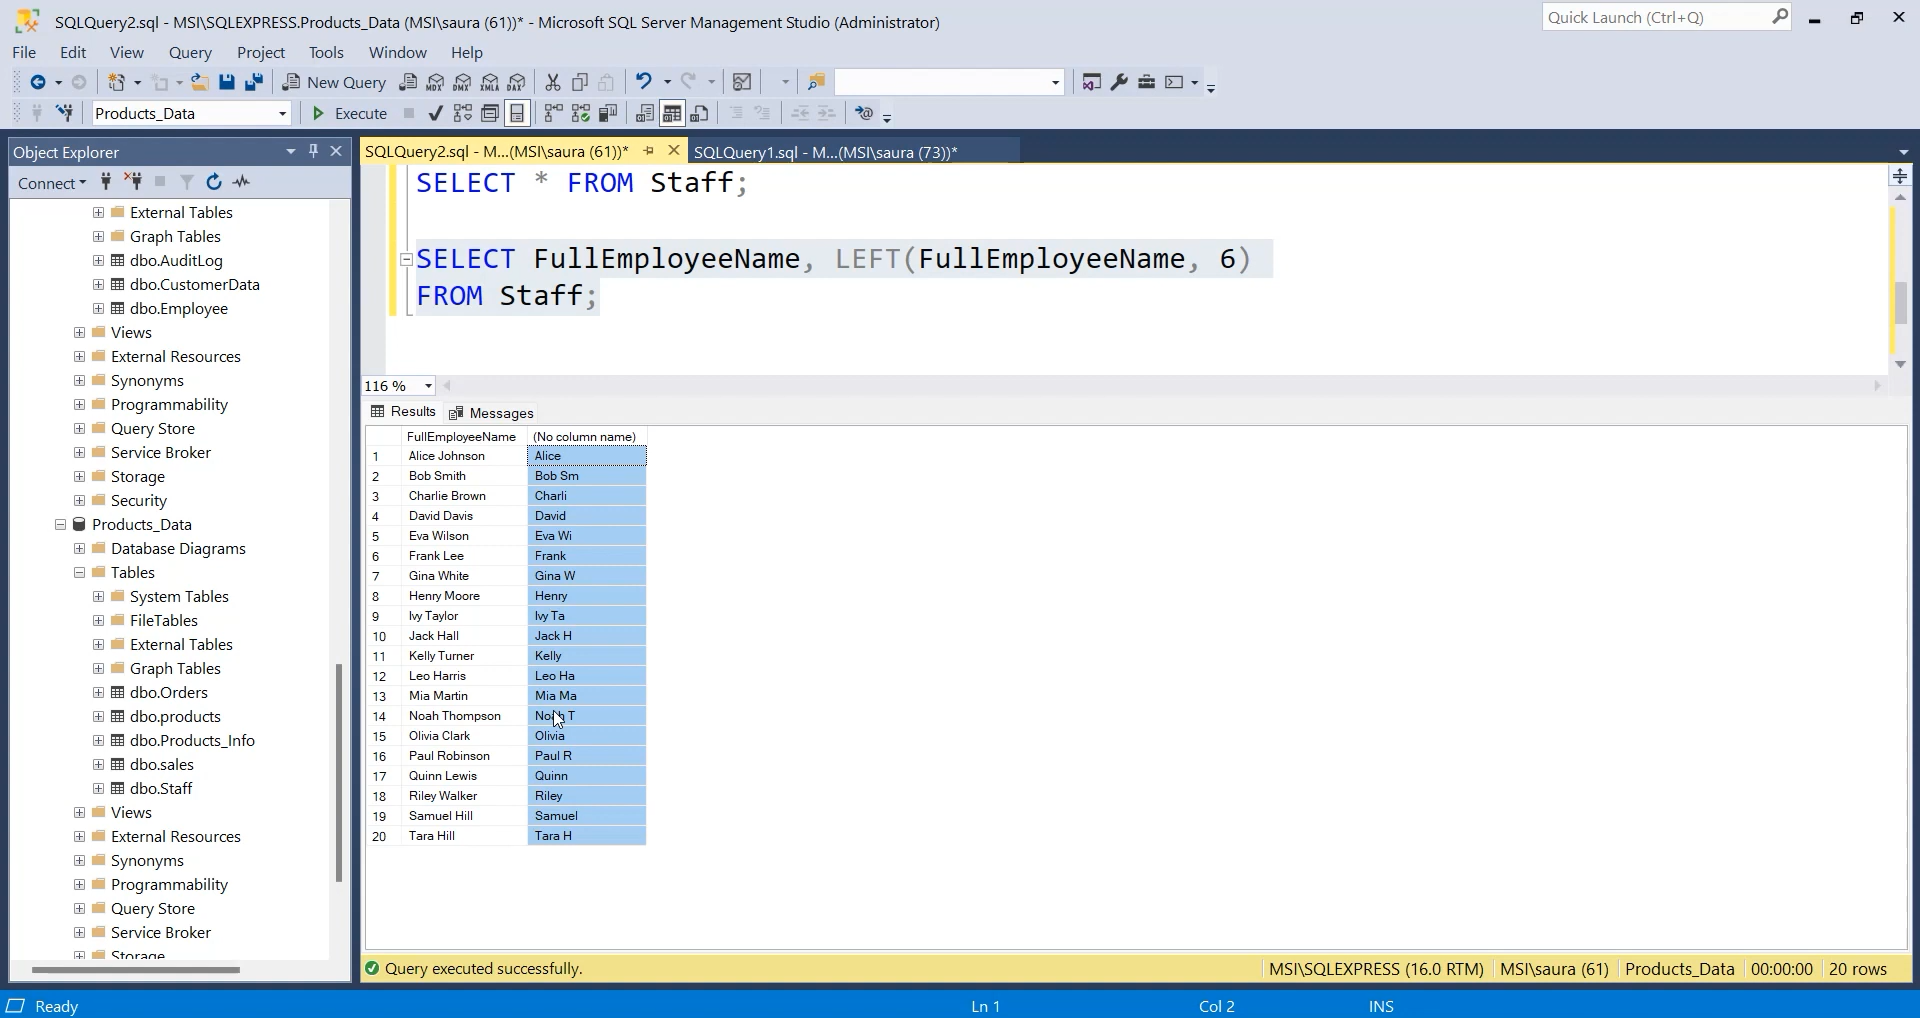 SQLQuery2.sql - MSI\SQLEXPRESS.Products_Data (MSI\saura (61))* - Microsoft SQL Server Management Studio (Administrator)
Quick Launch (Ctrl+Q)
File Edit View Query Project Tools Window Help
New Query MDX DMX XMLA DAX
Products_Data Execute
Object Explorer
Connect
External Tables
Graph Tables
dbo.AuditLog
dbo.CustomerData
dbo.Employee
Views
External Resources
Synonyms
Programmability
Query Store
Service Broker
Storage
Security
Products_Data
Database Diagrams
Tables
System Tables
FileTables
External Tables
Graph Tables
dbo.Orders
dbo.products
dbo.Products_Info
dbo.sales
dbo.Staff
Views
External Resources
Synonyms
Programmability
Query Store
Service Broker
Storage
SQLQuery2.sql - M...(MSI\saura (61))* SQLQuery1.sql - M...(MSI\saura (73))*
SELECT * FROM Staff;
SELECT FullEmployeeName, LEFT(FullEmployeeName, 6)
FROM Staff;
116 %
Results Messages
FullEmployeeName (No column name)
1 Alice Johnson Alice
2 Bob Smith Bob Sm
3 Charlie Brown Charli
4 David Davis David
5 Eva Wilson Eva Wi
6 Frank Lee Frank
7 Gina White Gina W
8 Henry Moore Henry
9 Ivy Taylor Ivy Ta
10 Jack Hall Jack H
11 Kelly Turner Kelly
12 Leo Harris Leo Ha
13 Mia Martin Mia Ma
14 Noah Thompson Noah T
15 Olivia Clark Olivia
16 Paul Robinson Paul R
17 Quinn Lewis Quinn
18 Riley Walker Riley
19 Samuel Hill Samuel
20 Tara Hill Tara H
Query executed successfully. MSI\SQLEXPRESS (16.0 RTM) MSI\saura (61) Products_Data 00:00:00 20 rows
Ready Ln 1 Col 2 INS